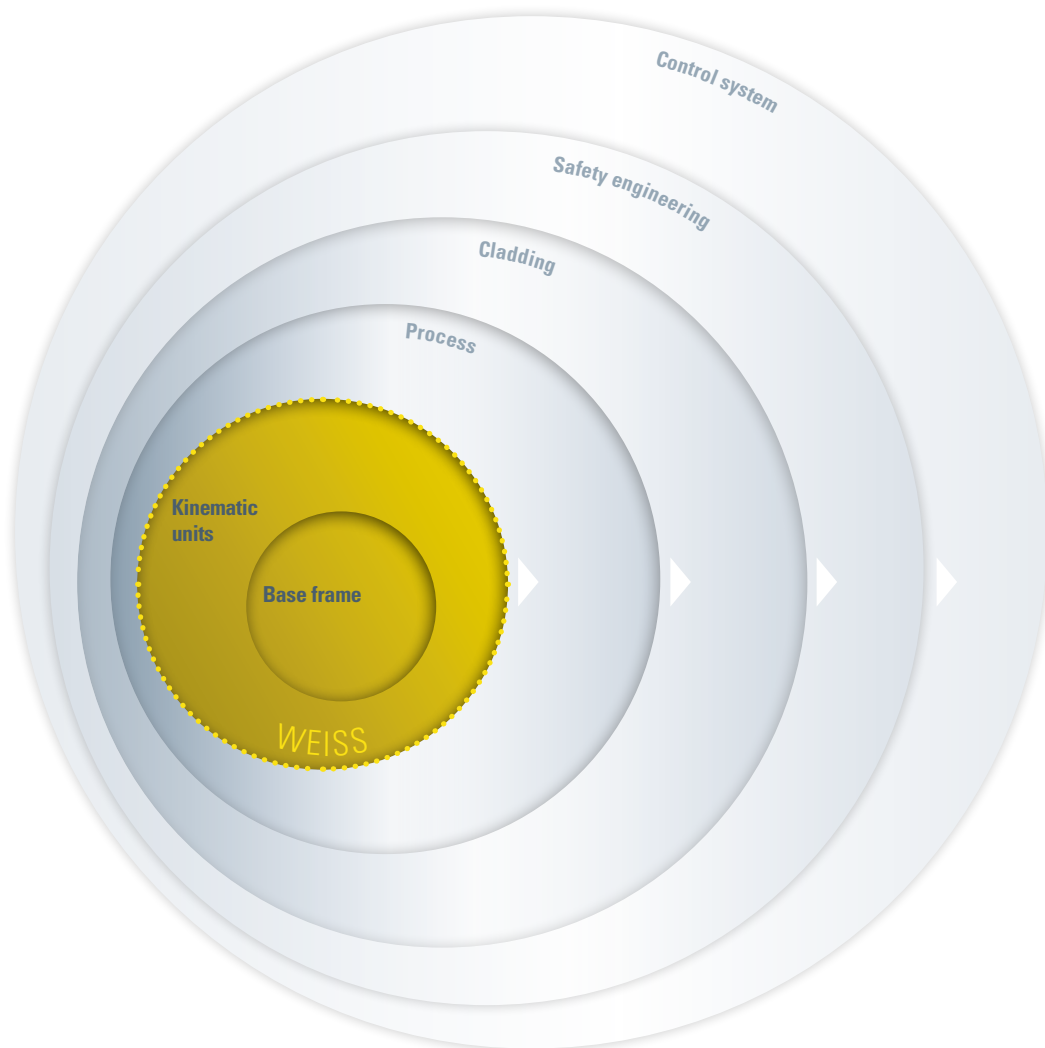 Control system
Safety engineering
Cladding
Process
Kinematic
units
Base frame
WEISS